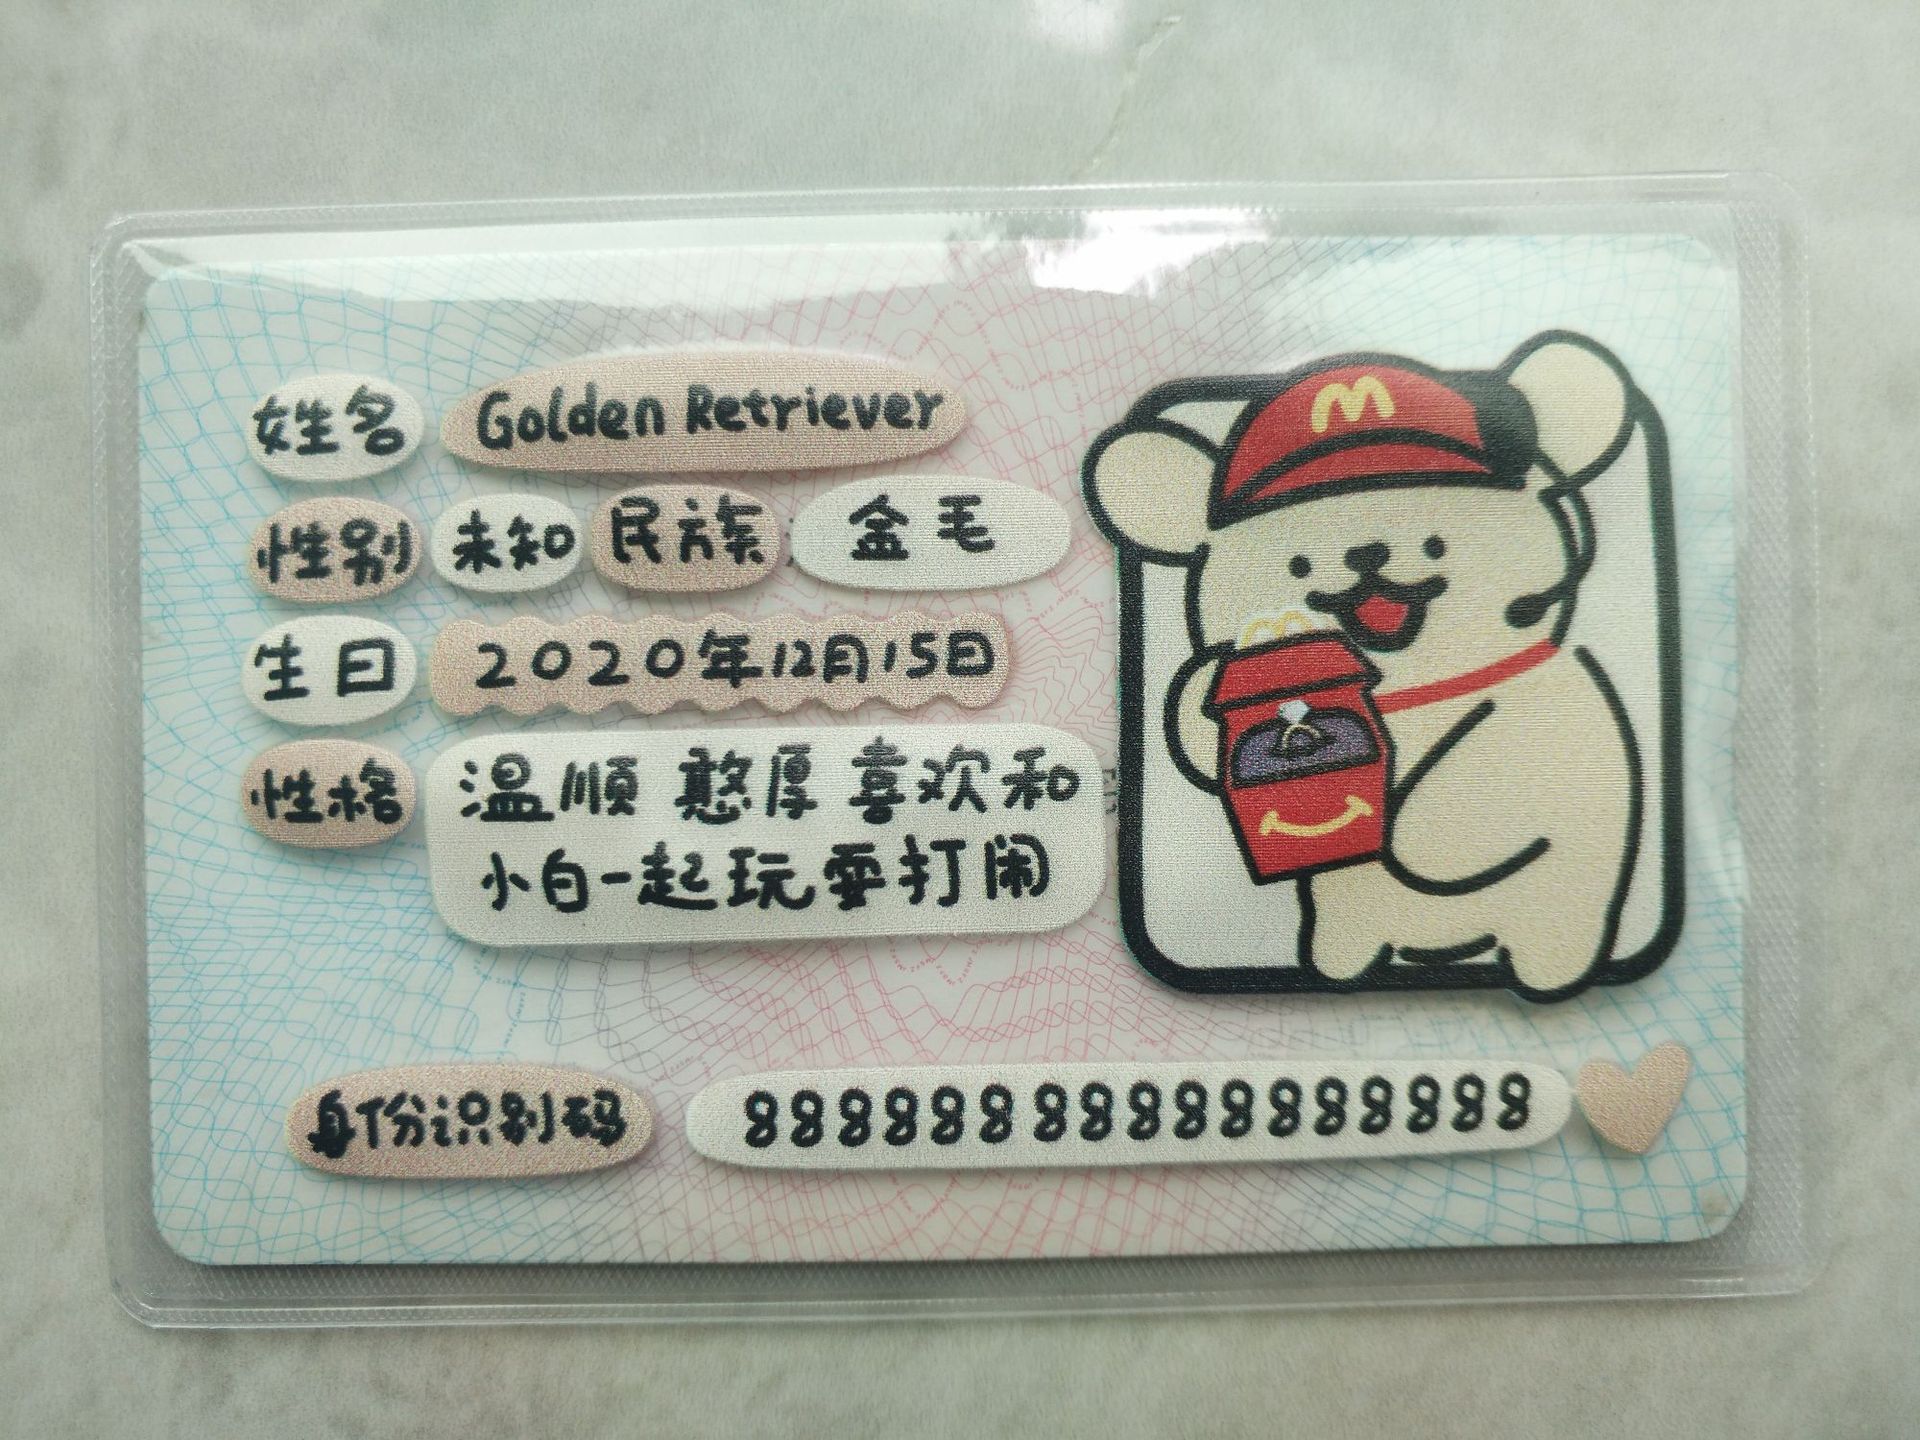 姓名 Golden Retriever
性别 未知 民族 金毛
生日 2020年12月15日
性格 温顺 憨厚 喜欢和
小白一起玩耍打闹
身份识别码 888888888888888888
M